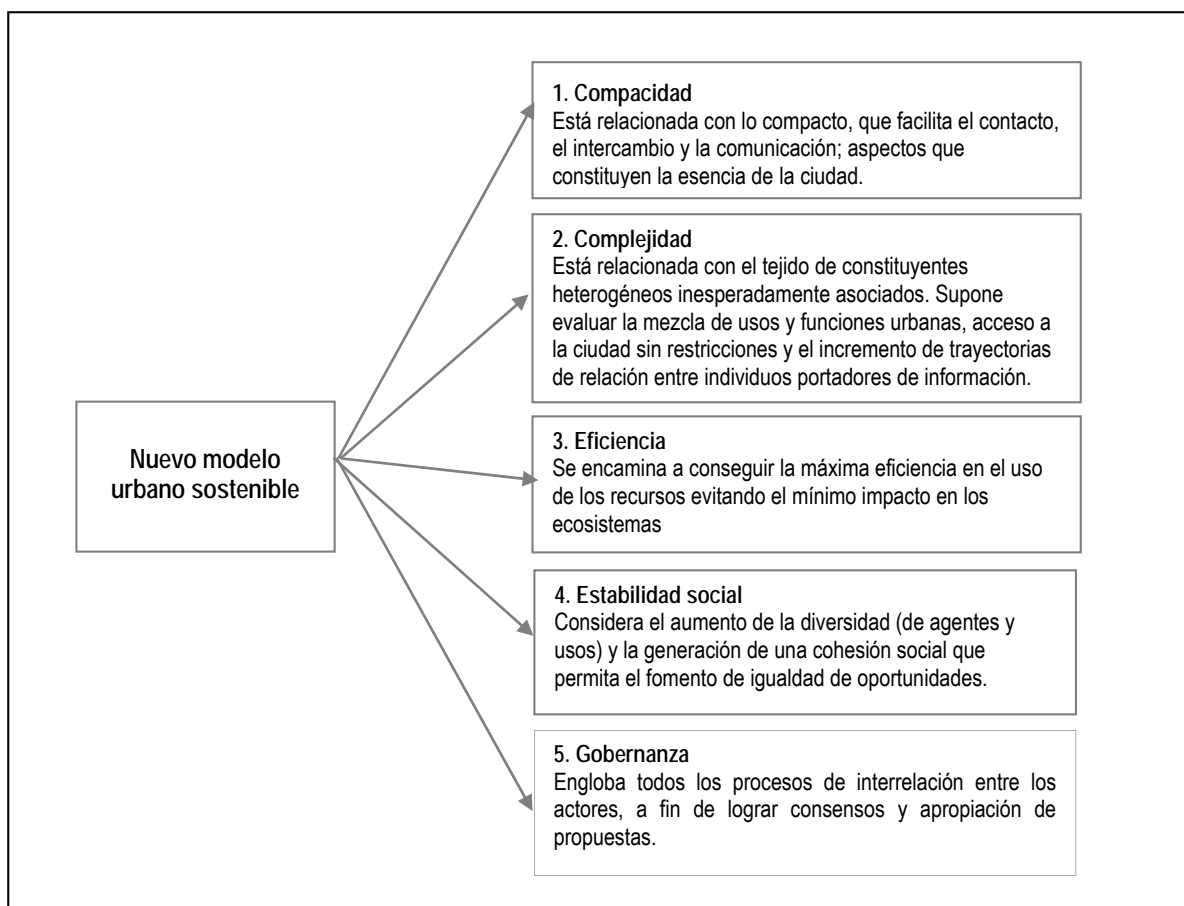 Nuevo modelo
urbano sostenible
1. Compacidad
Está relacionada con lo compacto, que facilita el contacto,
el intercambio y la comunicación; aspectos que
constituyen la esencia de la ciudad.
2. Complejidad
Está relacionada con el tejido de constituyentes
heterogéneos inesperadamente asociados. Supone
evaluar la mezcla de usos y funciones urbanas, acceso a
la ciudad sin restricciones y el incremento de trayectorias
de relación entre individuos portadores de información.
3. Eficiencia
Se encamina a conseguir la máxima eficiencia en el uso
de los recursos evitando el mínimo impacto en los
ecosistemas
4. Estabilidad social
Considera el aumento de la diversidad (de agentes y
usos) y la generación de una cohesión social que
permita el fomento de igualdad de oportunidades.
5. Gobernanza
Engloba todos los procesos de interrelación entre los
actores, a fin de lograr consensos y apropiación de
propuestas.